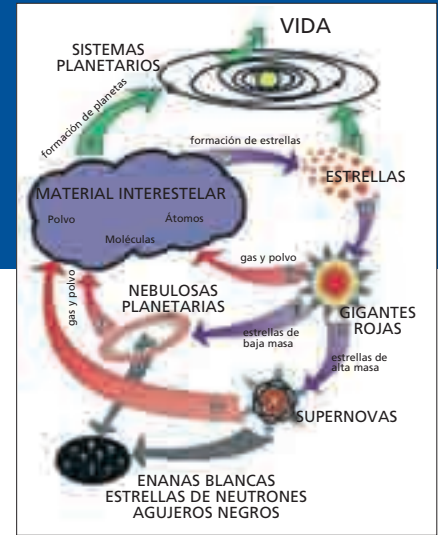 VIDA
SISTEMAS
PLANETARIOS
formación de planetas
formación de estrellas
ESTRELLAS
MATERIAL INTERESTELAR
Polvo
Átomos
Moléculas
gas y polvo
gas y polvo
NEBULOSAS
PLANETARIAS
GIGANTES
ROJAS
estrellas de
baja masa
estrellas de
alta masa
SUPERNOVAS
ENANAS BLANCAS
ESTRELLAS DE NEUTRONES
AGUJEROS NEGROS